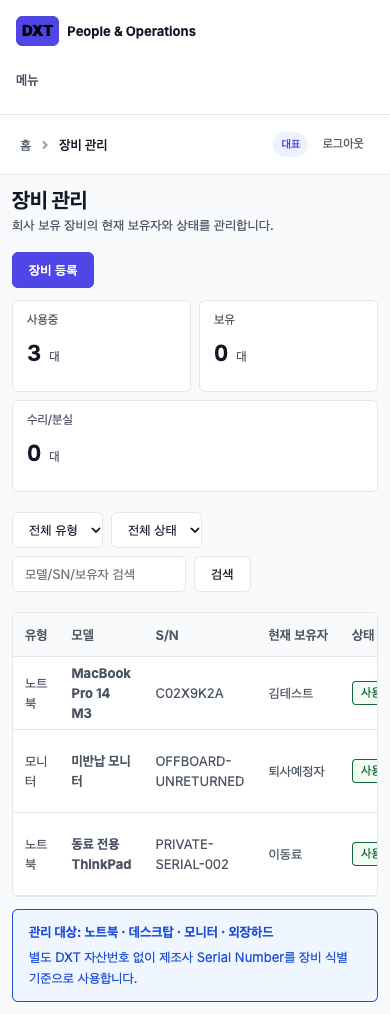 DXT People & Operations
메뉴
홈 > 장비 관리 대표 로그아웃
장비 관리
회사 보유 장비의 현재 보유자와 상태를 관리합니다.
장비 등록
사용중 보유
3 대 0 대
수리/분실
0 대
전체 유형 전체 상태
모델/SN/보유자 검색 검색
유형 모델 S/N 현재 보유자 상태
노트
북
MacBook
Pro 14
M3
C02X9K2A
김테스트
모니
터
미반납 모니
터
OFFBOARD-
UNRETURNED
퇴사예정자
노트
북
동료 전용
ThinkPad
PRIVATE-
SERIAL-002
이동료
관리 대상: 노트북 · 데스크탑 · 모니터 · 외장하드
별도 DXT 자산번호 없이 제조사 Serial Number를 장비 식별
기준으로 사용합니다.